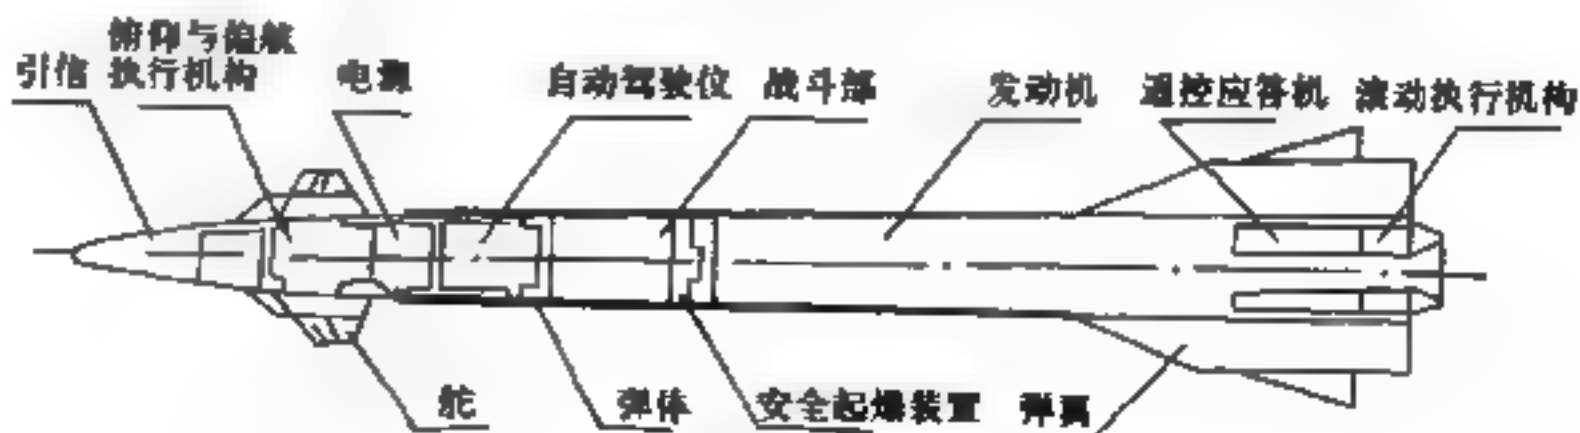 引信
俯仰与偏航
执行机构
电源
自动驾驶仪
战斗部
发动机
遥控应答机
滚动执行机构
舵
弹体
安全起爆装置
弹翼